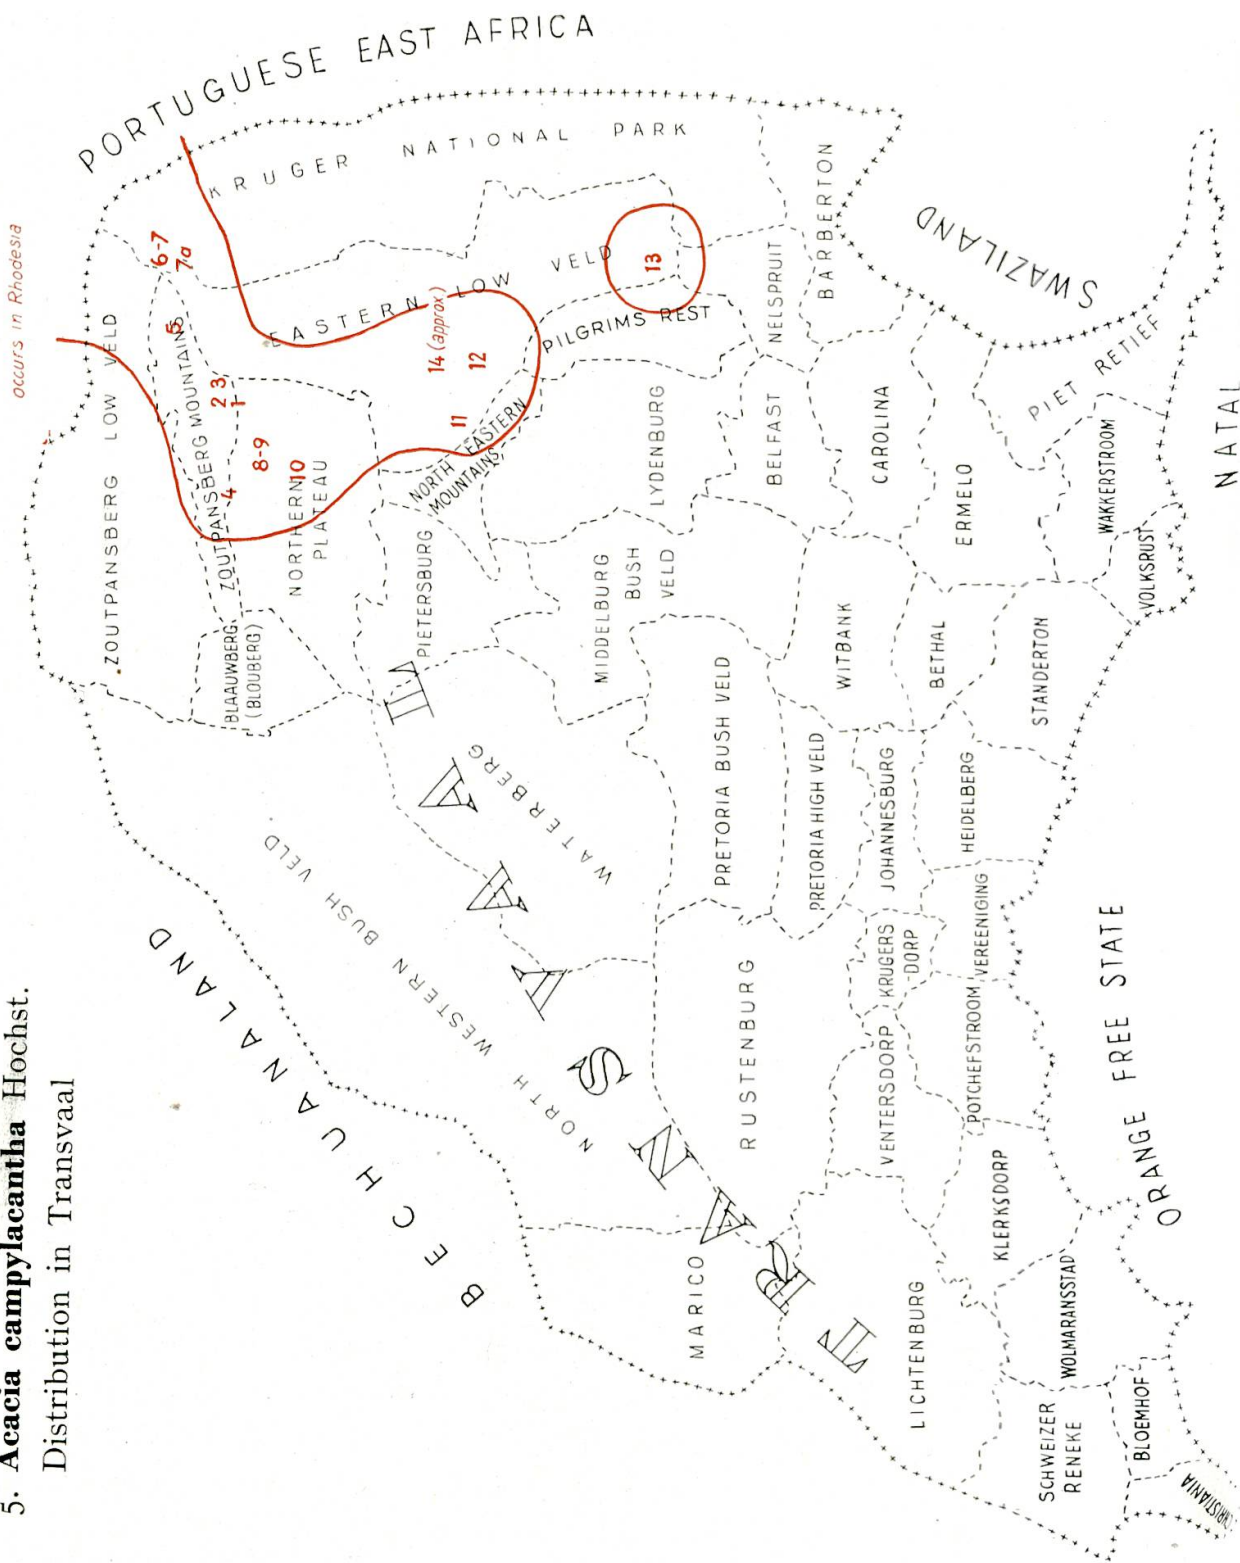 5. Acacia campylacantha Hochst.
Distribution in Transvaal
occurs in Rhodesia
PORTUGUESE EAST AFRICA
BECHUANALAND
TRANSVAAL
ZOUTPANSBERG LOW VELD
KRUGER NATIONAL PARK
6-7
7a
5
ZOUTPANSBERG MOUNTAINS
2 3
1
4
8-9
10
NORTHERN
PLATEAU
BLAAUWBERG
(BLOUBERG)
EASTERN LOW VELD
14 (approx)
12
11
13
NORTH EASTERN
MOUNTAINS
PILGRIMS REST
PIETERSBURG
NORTH WESTERN BUSH VELD
WATERBERG
MIDDELBURG
BUSH
VELD
LYDENBURG
NELSPRUIT
BARBERTON
BELFAST
SWAZILAND
PRETORIA BUSH VELD
RUSTENBURG
MARICO
PRETORIA HIGH VELD
WITBANK
CAROLINA
ERMELO
BETHAL
JOHANNESBURG
KRUGERS
-DORP
VENTERSDORP
LICHTENBURG
HEIDELBERG
VEREENIGING
POTCHEFSTROOM
KLERKSDORP
STANDERTON
PIET RETIEF
WAKKERSTROOM
VOLKSRUST
WOLMARANSSTAD
SCHWEIZER
RENEKE
BLOEMHOF
CHRISTIANIA
ORANGE FREE STATE
NATAL